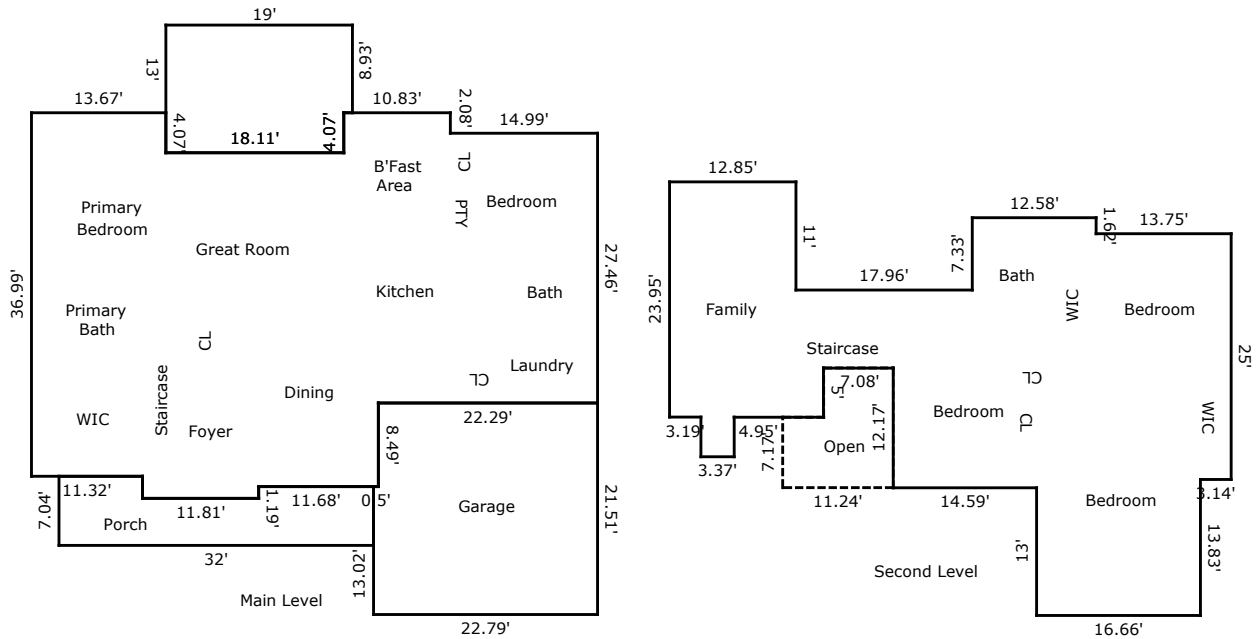 19'
13'
8.93'
13.67'
4.07'
18.11'
4.07'
10.83'
2.08'
14.99'
B'Fast
Area
CL
PTY
Bedroom
Primary
Bedroom
Great Room
36.99'
27.46'
Kitchen
Bath
Primary
Bath
CL
Laundry
CL
Staircase
Dining
WIC
Foyer
22.29'
8.49'
11.32'
7.04'
11.81'
1.19'
11.68'
0.5'
Porch
Garage
21.51'
32'
13.02'
Main Level
22.79'
12.85'
11'
17.96'
7.33'
12.58'
1.62'
13.75'
23.95'
Family
Bath
WIC
Bedroom
Staircase
25'
7.08'
5'
CL
CL
Bedroom
WIC
3.19'
3.37'
4.95'
7.17'
Open
12.17'
11.24'
14.59'
Bedroom
3.14'
13'
13.83'
Second Level
16.66'